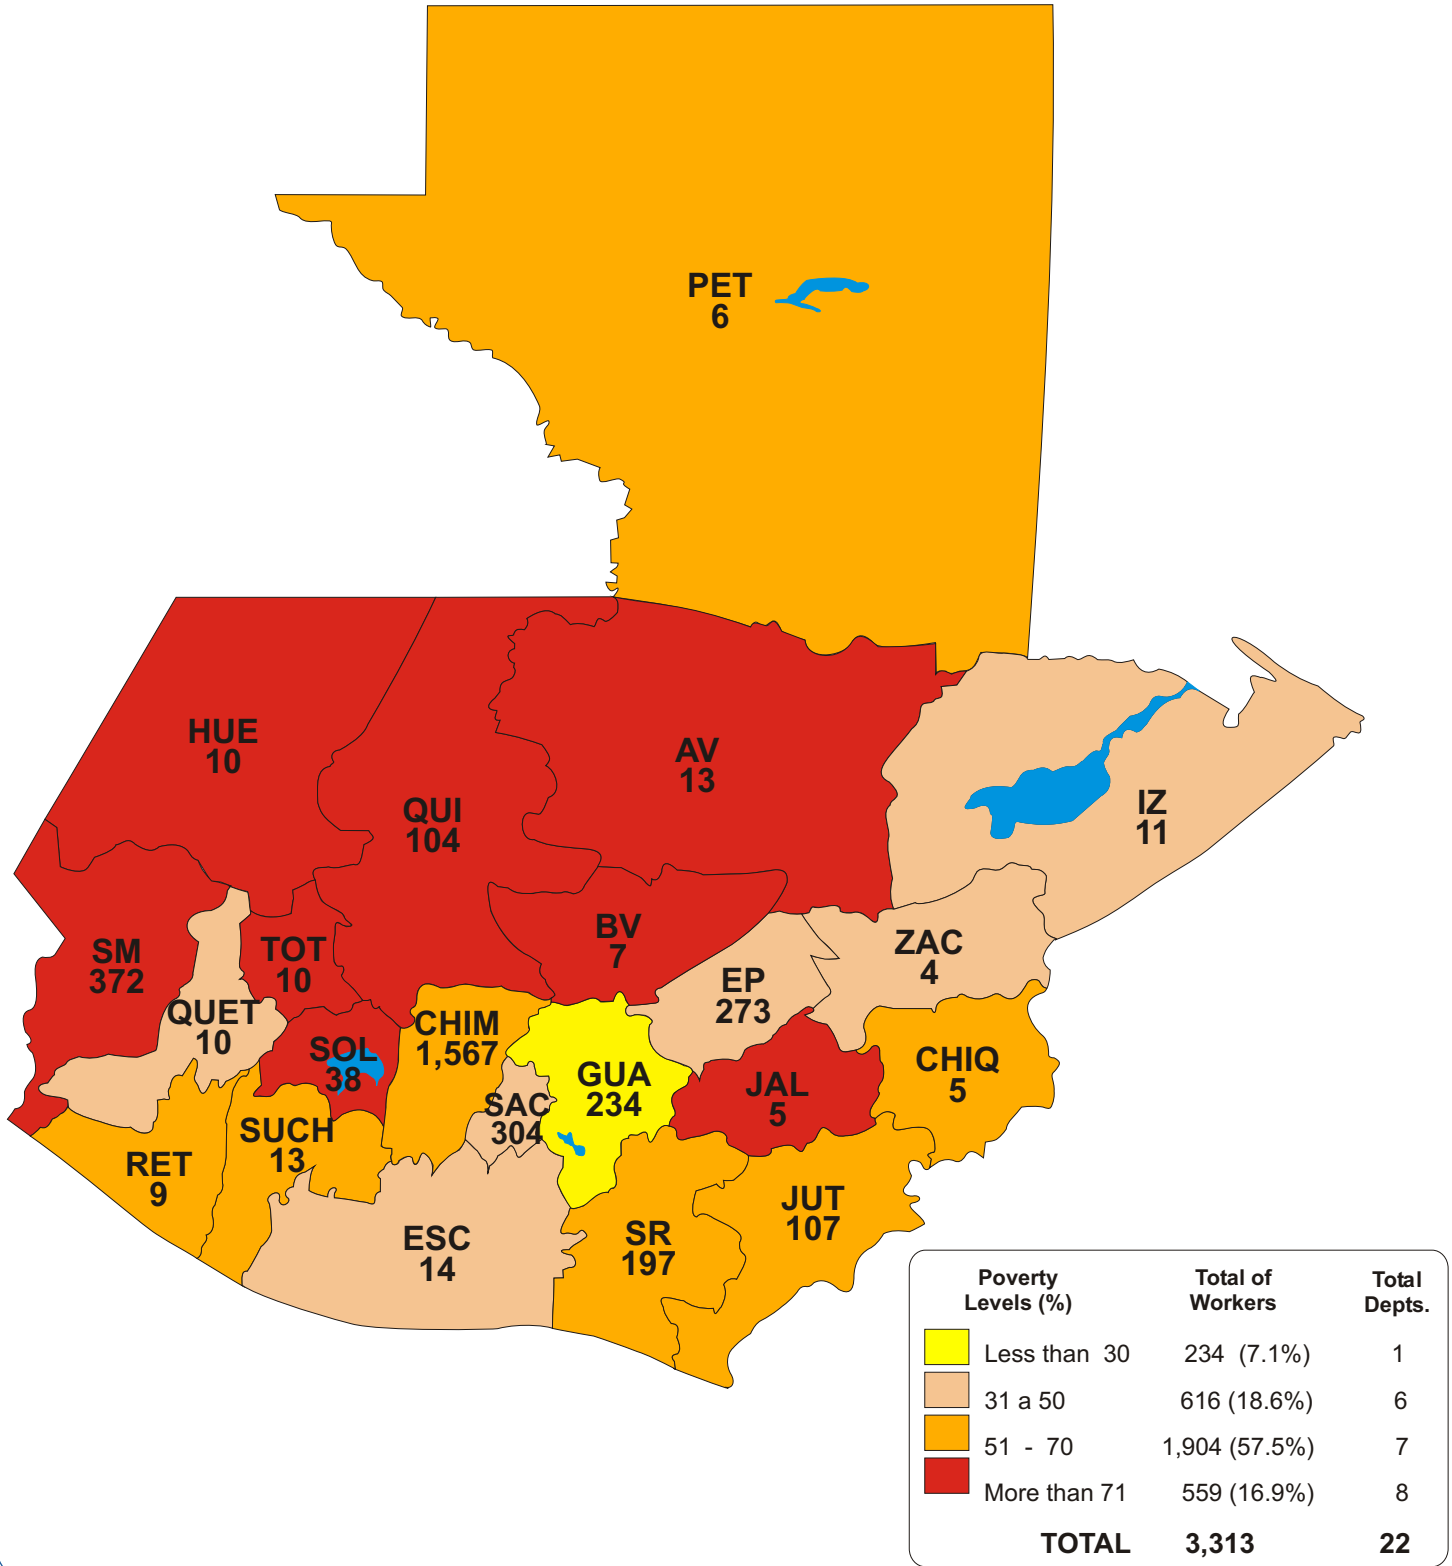 PET
6
HUE
10
AV
13
QUI
104
IZ
11
BV
7
SM
372
TOT
10
ZAC
4
EP
273
QUET
10
CHIM
1,567
SOL
38
GUA
234
CHIQ
5
JAL
5
SAC
304
SUCH
13
RET
9
JUT
107
ESC
14
SR
197
Poverty Levels (%) Total of Workers Total Depts.
Less than 30 234 (7.1%) 1
31 a 50 616 (18.6%) 6
51 - 70 1,904 (57.5%) 7
More than 71 559 (16.9%) 8
TOTAL 3,313 22